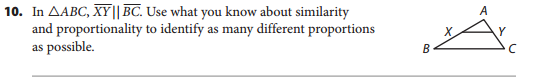 10. In △ABC, XY || BC. Use what you know about similarity
and proportionality to identify as many different proportions
as possible.
A
X
Y
B
C